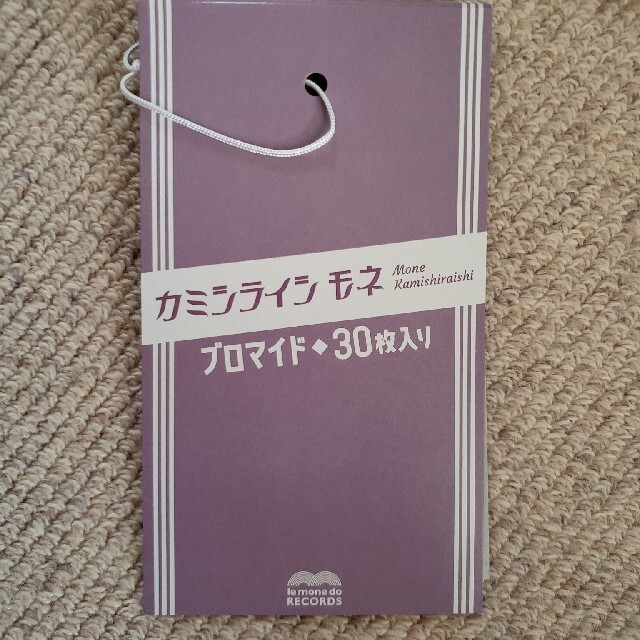 カミシライシ モネ
Mone
Kamishiraishi
ブロマイド◆30枚入り
le mone do
RECORDS